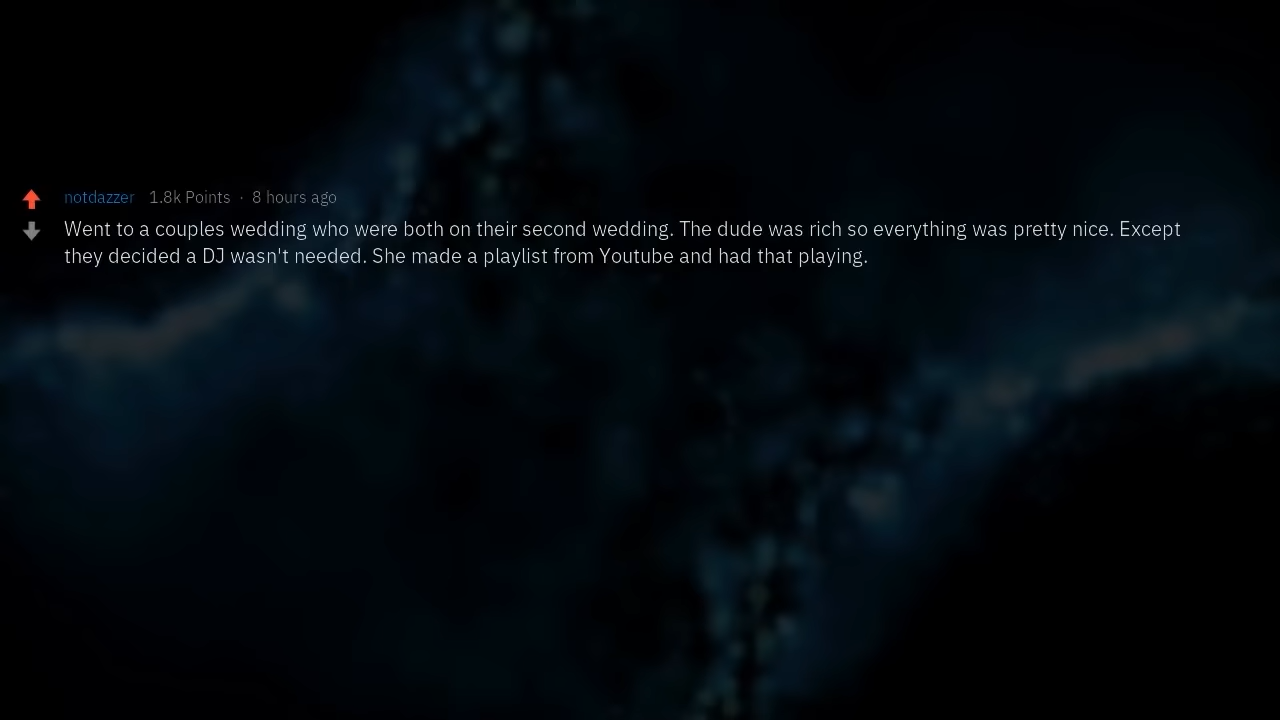 notdazzer 1.8k Points · 8 hours ago
Went to a couples wedding who were both on their second wedding. The dude was rich so everything was pretty nice. Except
they decided a DJ wasn't needed. She made a playlist from Youtube and had that playing.